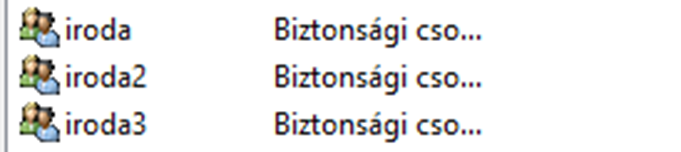 iroda Biztonsági cso...
iroda2 Biztonsági cso...
iroda3 Biztonsági cso...